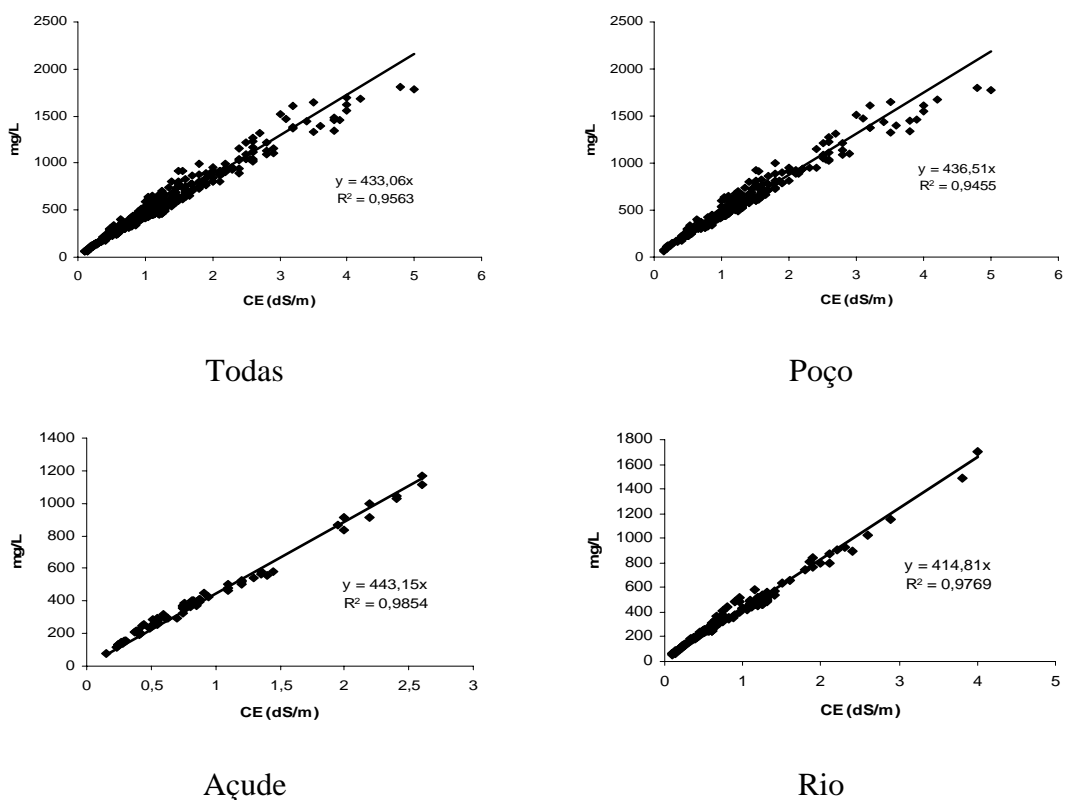 2500
2000
1500
1000
500
0
mg/L
y = 433,06x
R² = 0,9563
0 1 2 3 4 5 6
CE (dS/m)
Todas
2500
2000
1500
1000
500
0
mg/L
y = 436,51x
R² = 0,9455
0 1 2 3 4 5 6
CE (dS/m)
Poço
1400
1200
1000
800
600
400
200
0
mg/L
y = 443,15x
R² = 0,9854
0 0,5 1 1,5 2 2,5 3
CE (dS/m)
Açude
1800
1600
1400
1200
1000
800
600
400
200
0
mg/L
y = 414,81x
R² = 0,9769
0 1 2 3 4 5
CE (dS/m)
Rio